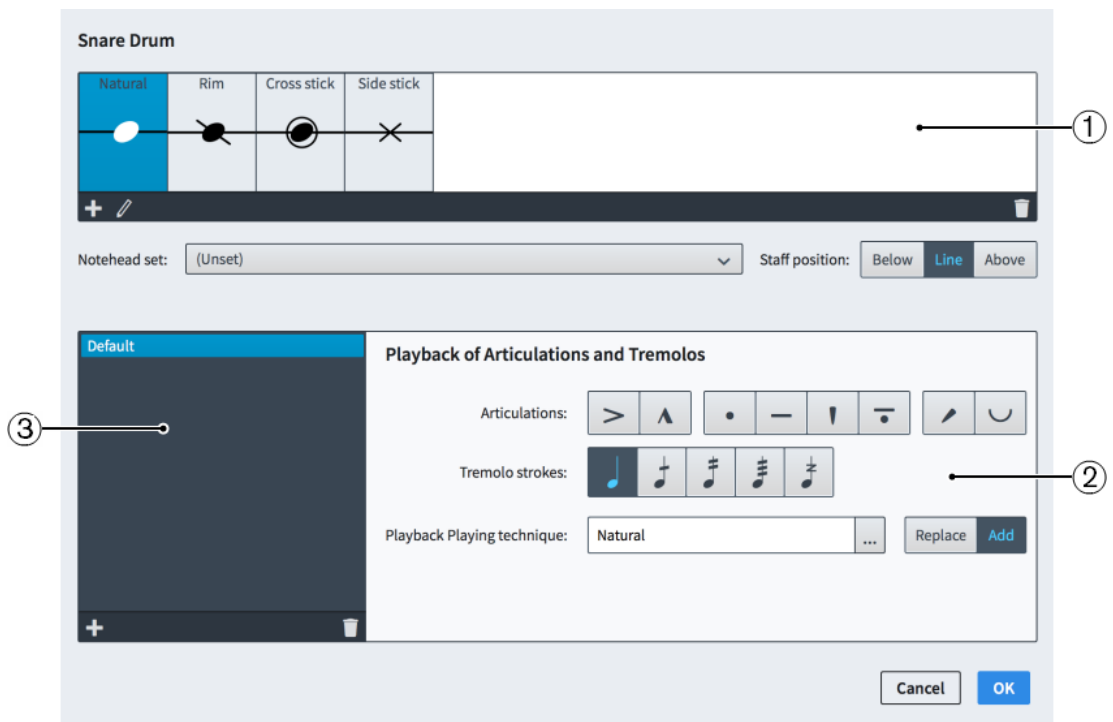 Snare Drum
Natural Rim Cross stick Side stick
1
Notehead set: (Unset) Staff position: Below Line Above
Default
Playback of Articulations and Tremolos
Articulations:
3
Tremolo strokes:
2
Playback Playing technique: Natural ... Replace Add
Cancel OK